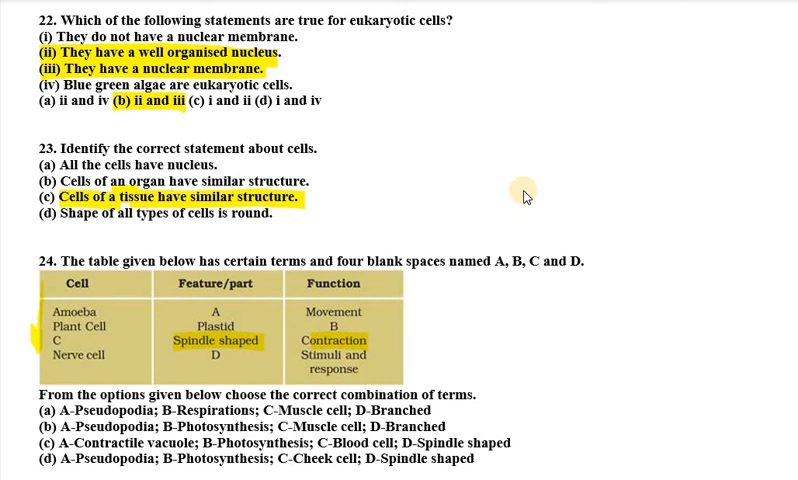 22. Which of the following statements are true for eukaryotic cells?
(i) They do not have a nuclear membrane.
(ii) They have a well organised nucleus.
(iii) They have a nuclear membrane.
(iv) Blue green algae are eukaryotic cells.
(a) ii and iv (b) ii and iii (c) i and ii (d) i and iv
23. Identify the correct statement about cells.
(a) All the cells have nucleus.
(b) Cells of an organ have similar structure.
(c) Cells of a tissue have similar structure.
(d) Shape of all types of cells is round.
24. The table given below has certain terms and four blank spaces named A, B, C and D.
Cell Feature/part Function
Amoeba A Movement
Plant Cell Plastid B
C Spindle shaped Contraction
Nerve cell D Stimuli and
response
From the options given below choose the correct combination of terms.
(a) A-Pseudopodia; B-Respirations; C-Muscle cell; D-Branched
(b) A-Pseudopodia; B-Photosynthesis; C-Muscle cell; D-Branched
(c) A-Contractile vacuole; B-Photosynthesis; C-Blood cell; D-Spindle shaped
(d) A-Pseudopodia; B-Photosynthesis; C-Cheek cell; D-Spindle shaped